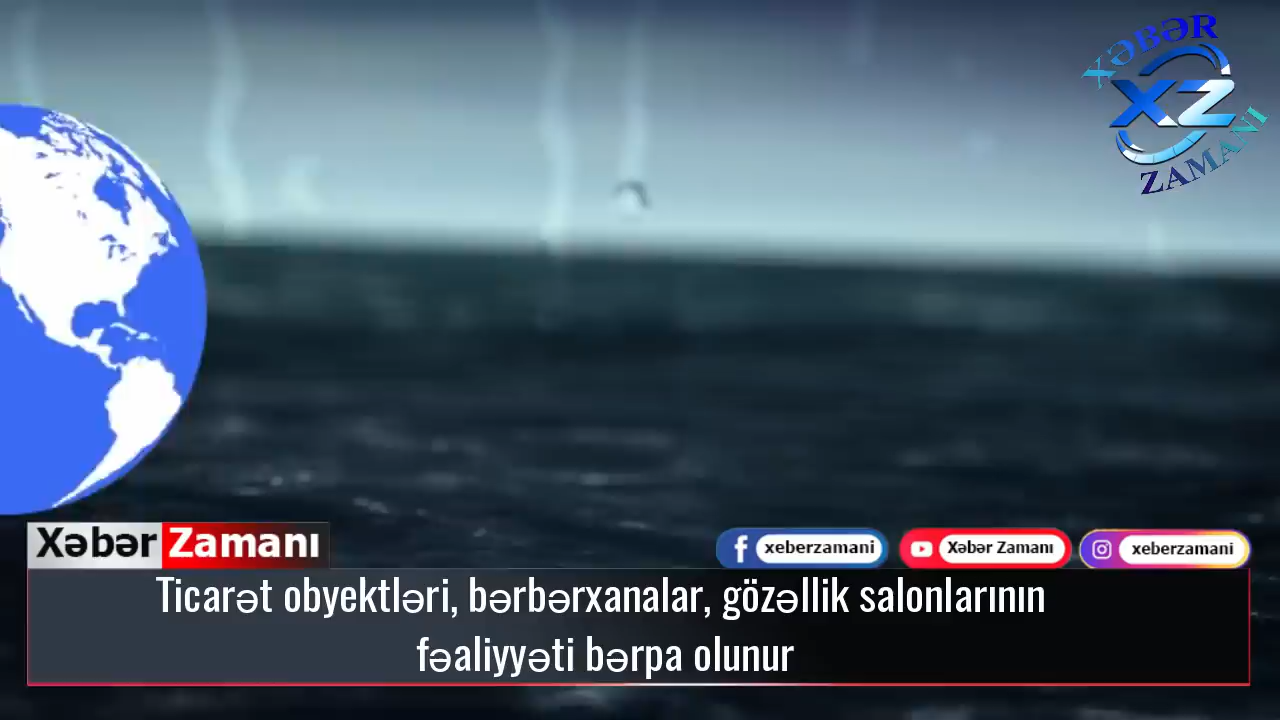 XƏBƏR
XZ
ZAMANI
Xəbər Zamanı
xeberzamani
Xəbər Zamanı
xeberzamani
Ticarət obyektləri, bərbərxanalar, gözəllik salonlarının
fəaliyyəti bərpa olunur